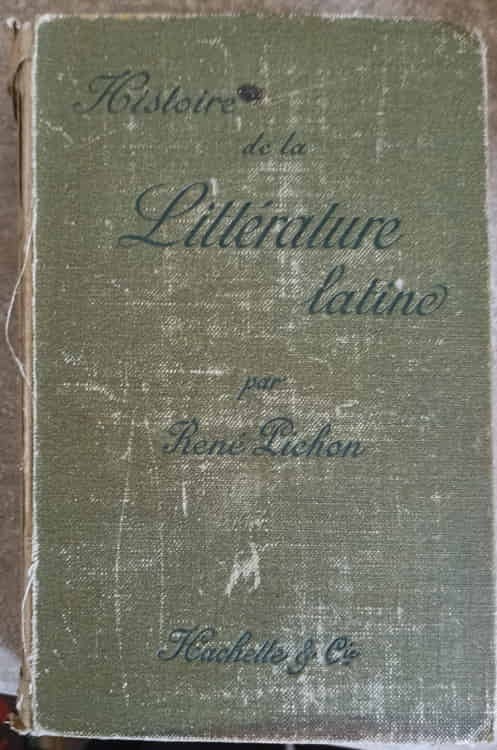 Histoire
de la
Littérature
latine
par
René Pichon
Hachette & Cie